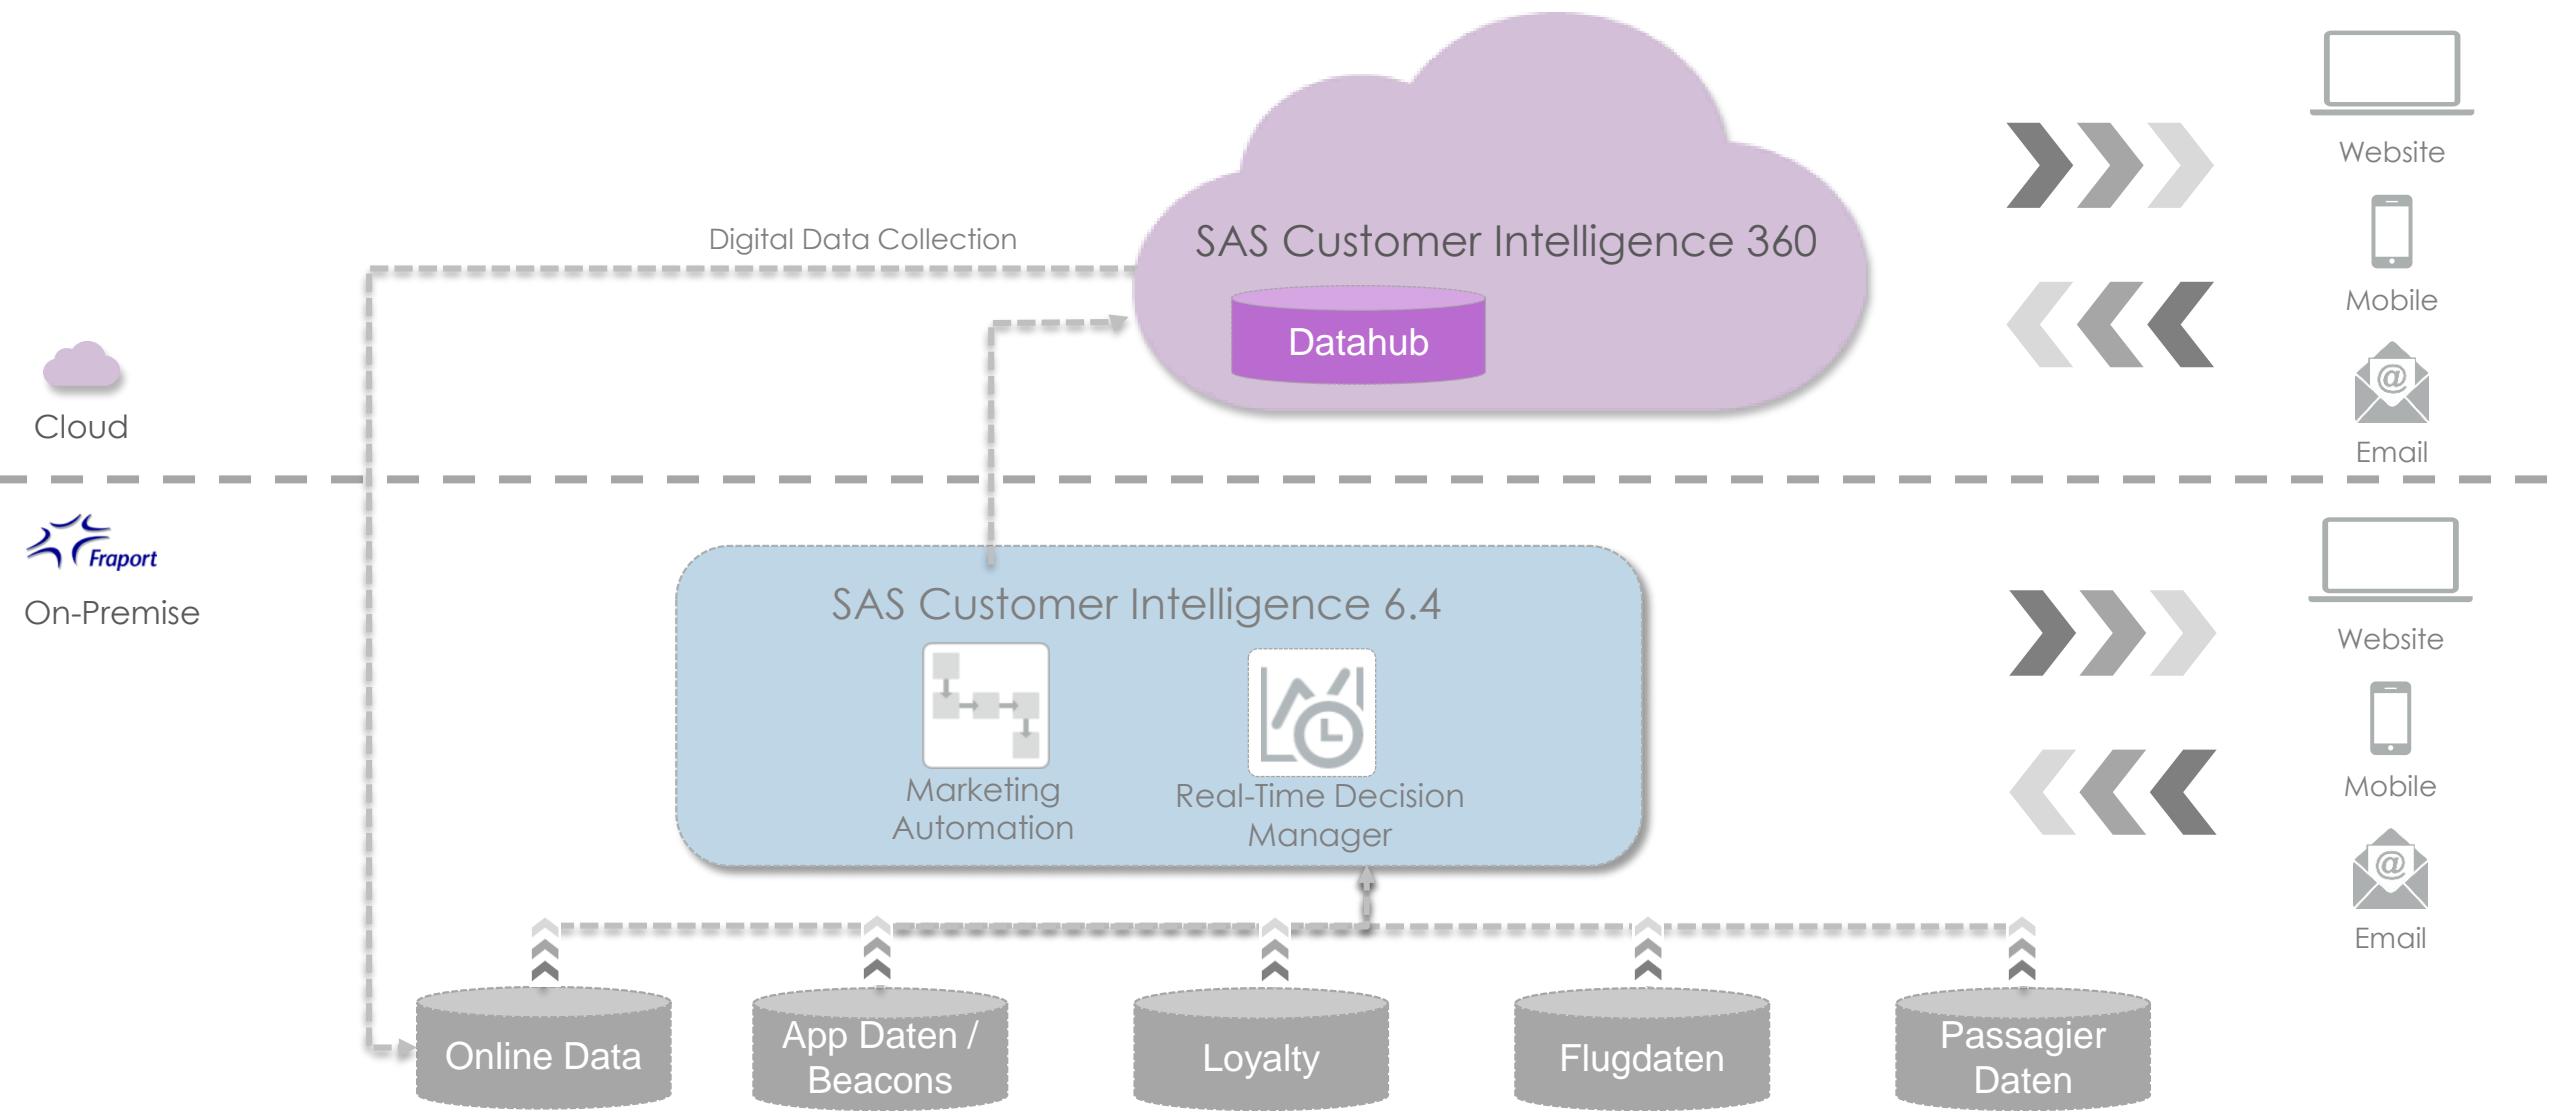 SAS Customer Intelligence 360
Datahub
Digital Data Collection
Cloud
Website
Mobile
@
Email
Fraport
On-Premise
SAS Customer Intelligence 6.4
Marketing
Automation
Real-Time Decision
Manager
Website
Mobile
@
Email
Online Data
App Daten /
Beacons
Loyalty
Flugdaten
Passagier
Daten